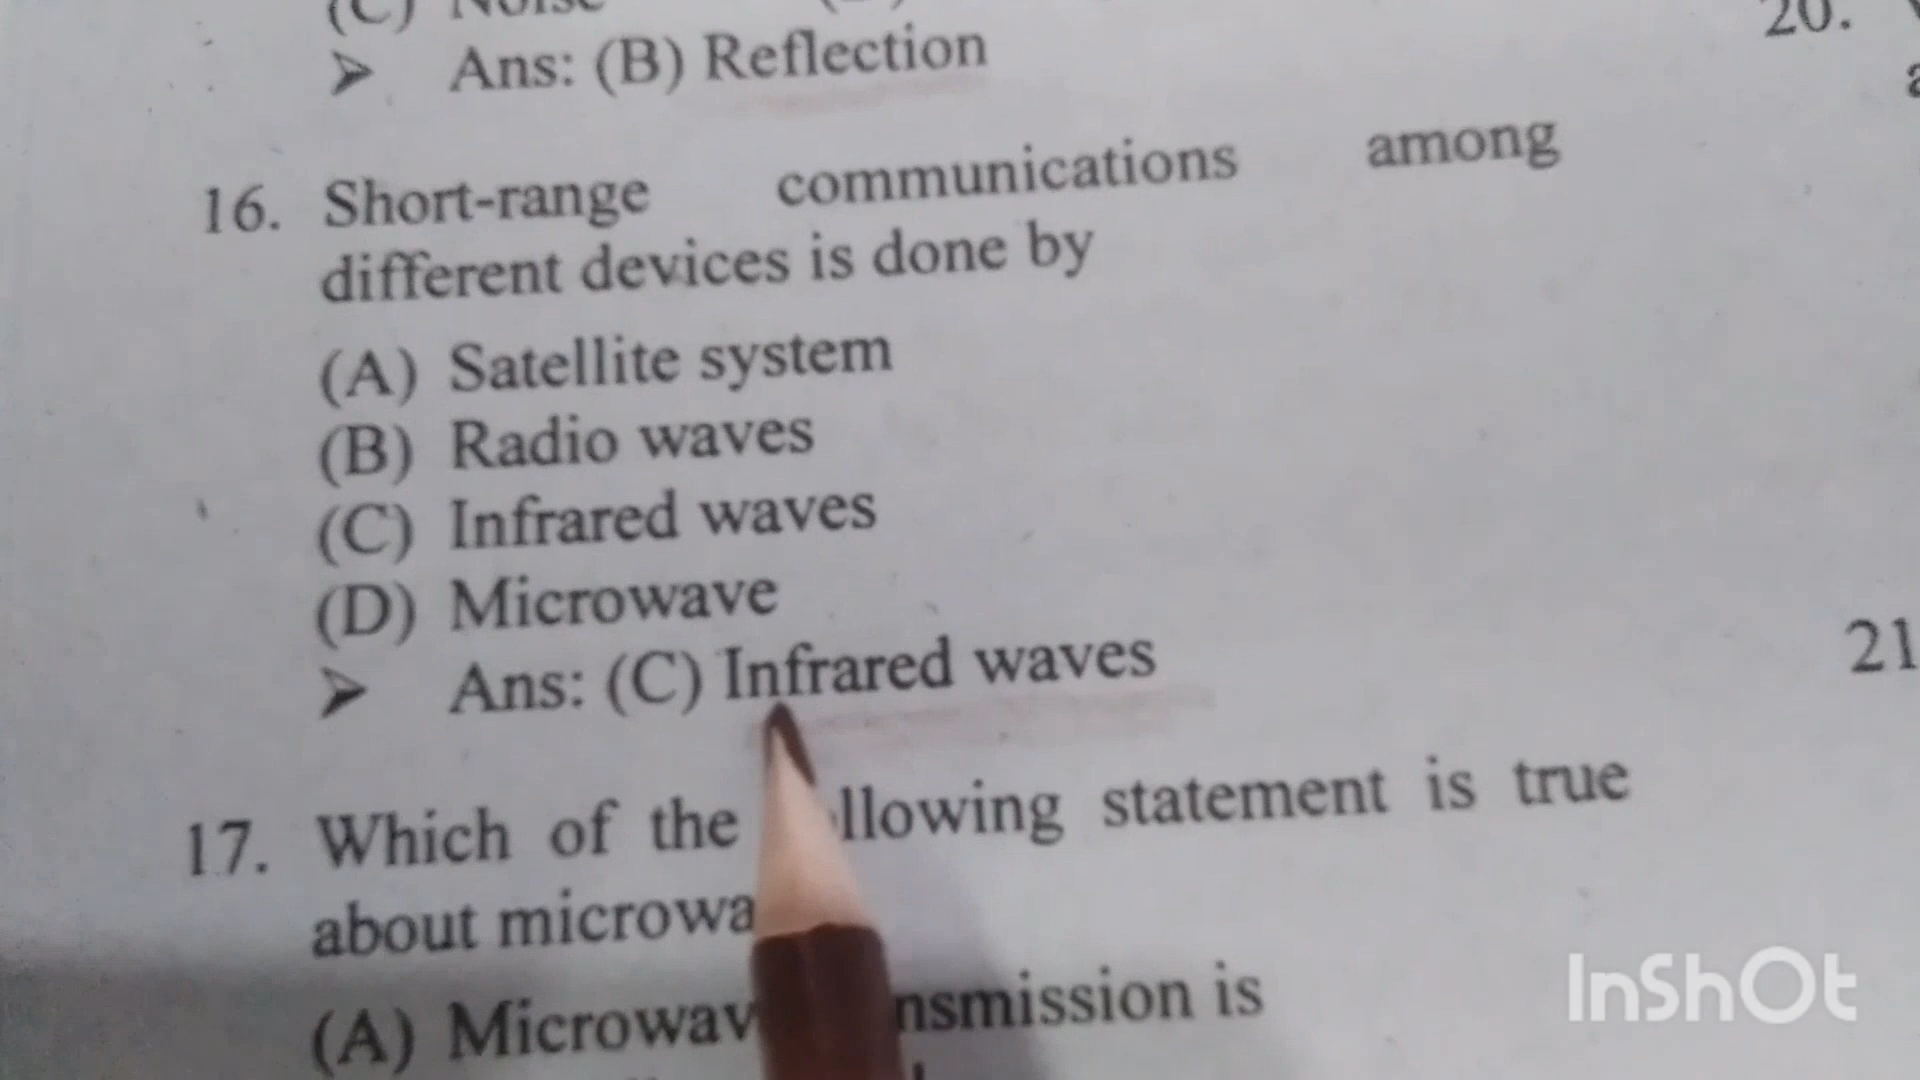 (C) Noise
Ans: (B) Reflection
16. Short-range communications among
different devices is done by
(A) Satellite system
(B) Radio waves
(C) Infrared waves
(D) Microwave
Ans: (C) Infrared waves
17. Which of the llowing statement is true
about microwa
(A) Microwav nsmission is
20.
21
InShOt